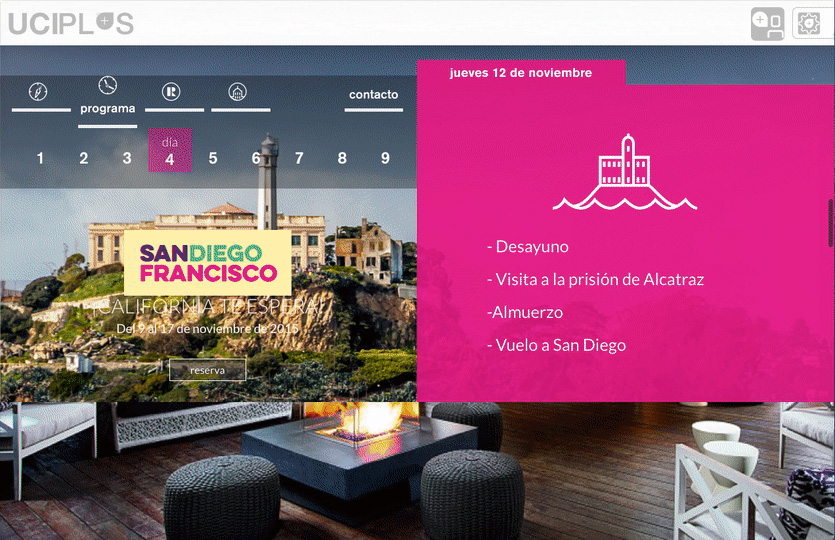 UCIPLUS
programa
contacto
1 2 3 día 4 5 6 7 8 9
SANDIEGO
FRANCISCO
¡CALIFORNIA TE ESPERA!
Del 9 al 17 de noviembre de 2015
reserva
jueves 12 de noviembre
- Desayuno
- Visita a la prisión de Alcatraz
-Almuerzo
- Vuelo a San Diego